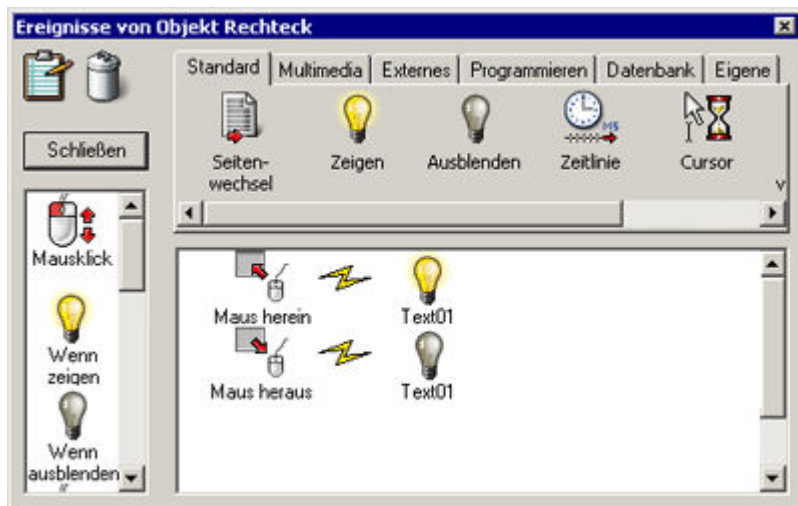 Ereignisse von Objekt Rechteck
Standard
Multimedia
Externes
Programmieren
Datenbank
Eigene
Schließen
Seiten-
wechsel
Zeigen
Ausblenden
MS
Zeitlinie
Cursor
Mausklick
Wenn
zeigen
Wenn
ausblenden
Maus herein
Text01
Maus heraus
Text01